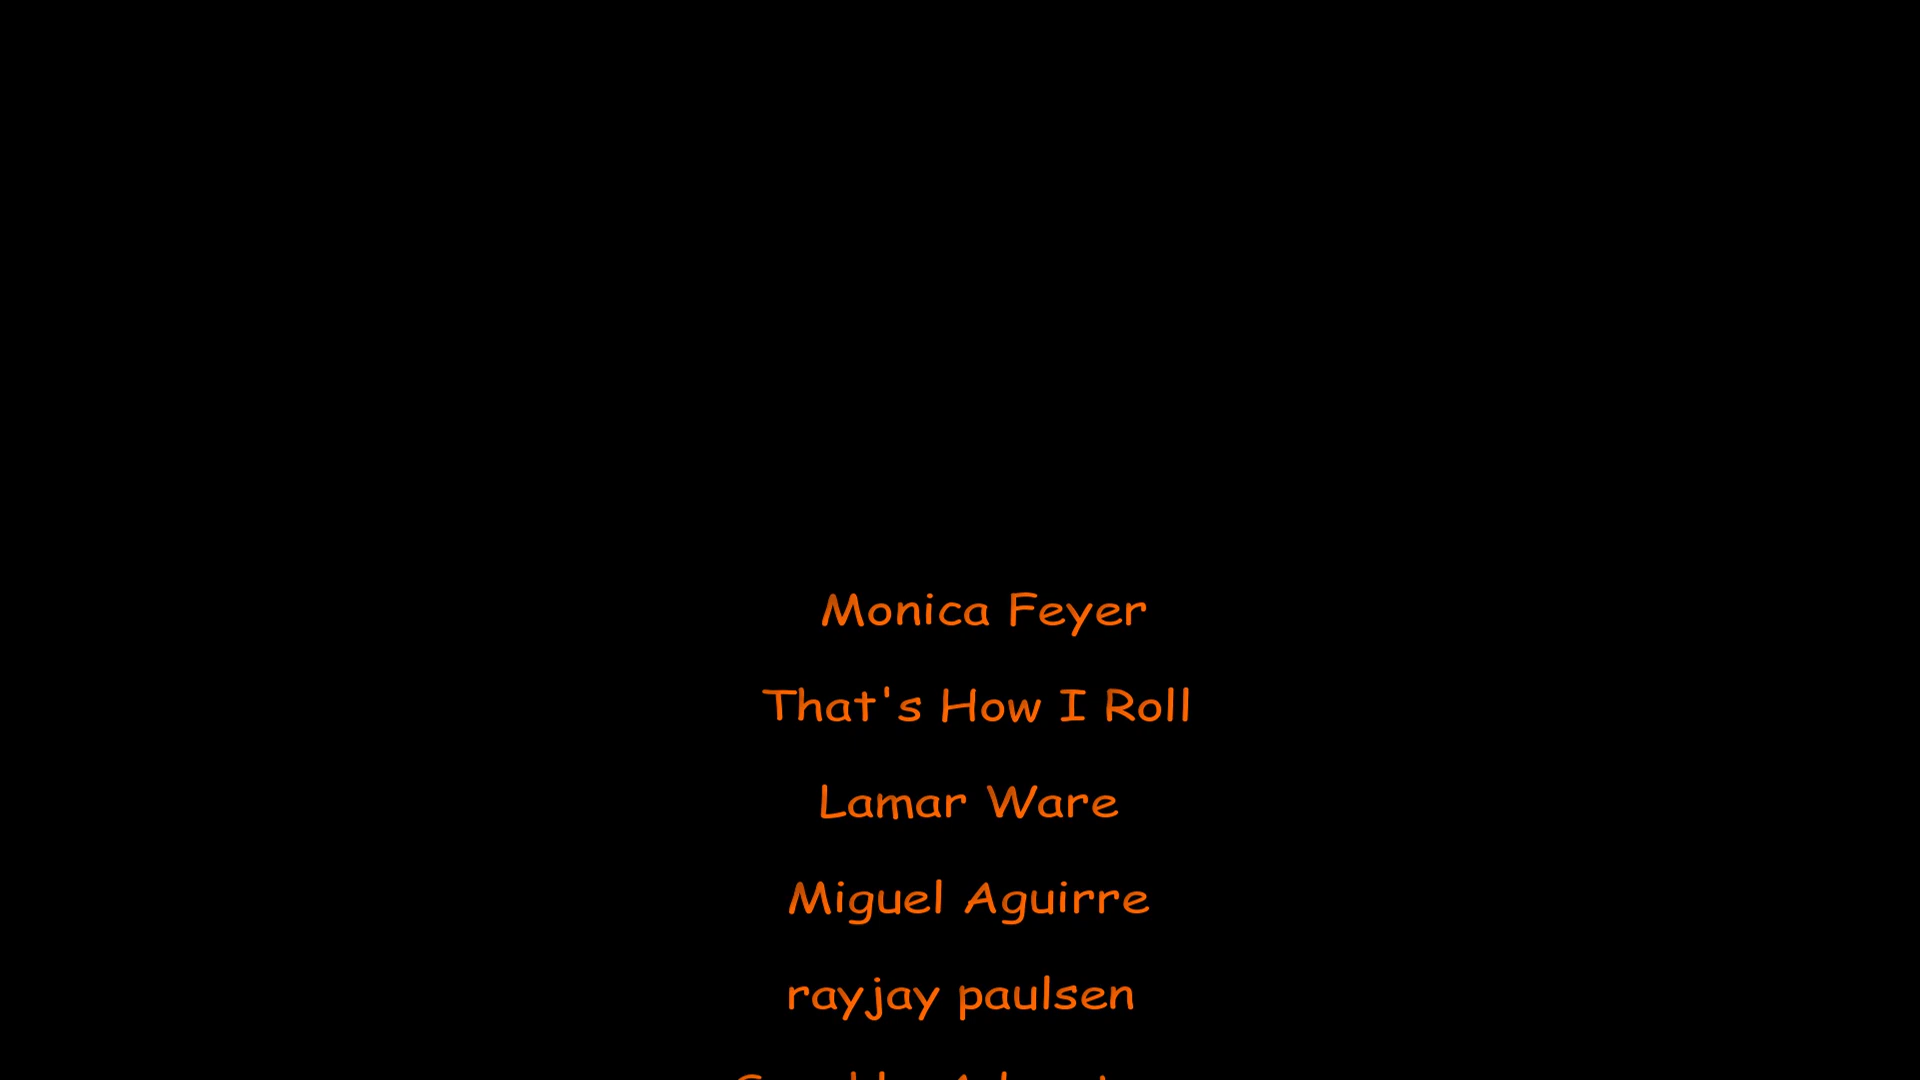 Monica Feyer
That's How I Roll
Lamar Ware
Miguel Aguirre
rayjay paulsen